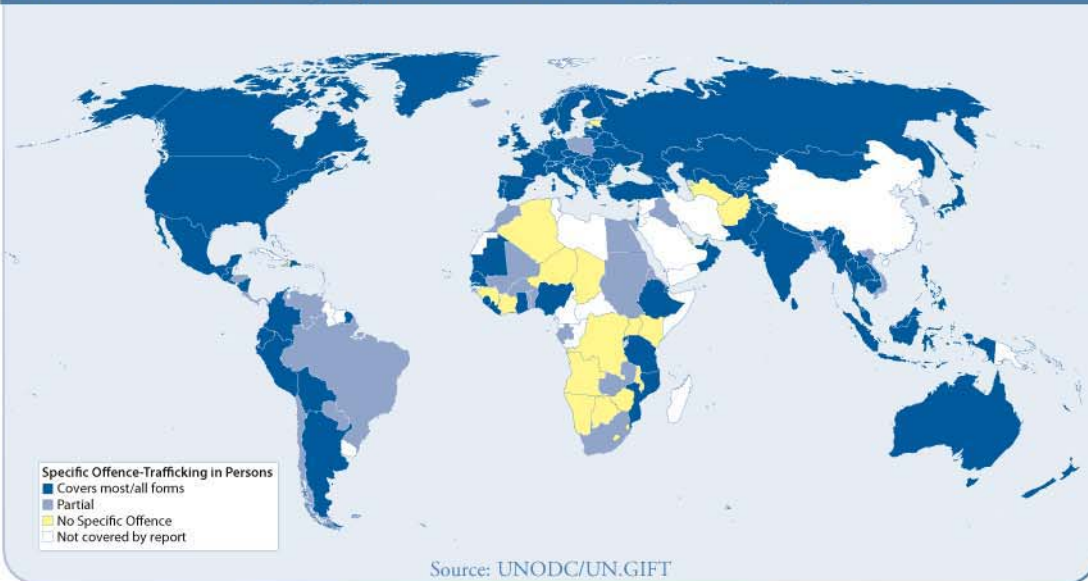 Specific Offence-Trafficking in Persons
Covers most/all forms
Partial
No Specific Offence
Not covered by report
Source: UNODC/UN.GIFT